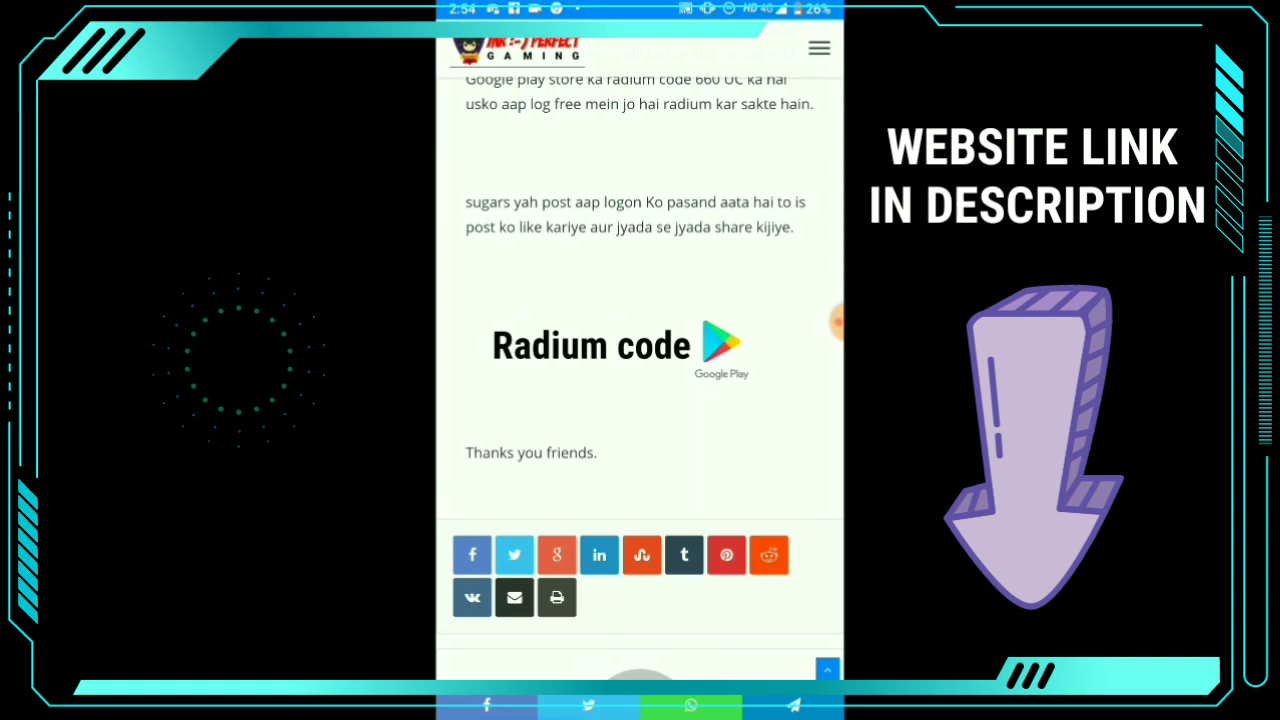 2:54
HD 4G
26%
PERFECT
GAMING
Google play store ka radium code 660 UC ka hai
usko aap log free mein jo hai radium kar sakte hain.
sugars yah post aap logon Ko pasand aata hai to is
post ko like kariye aur jyada se jyada share kijiye.
Radium code
Google Play
Thanks you friends.
WEBSITE LINK
IN DESCRIPTION